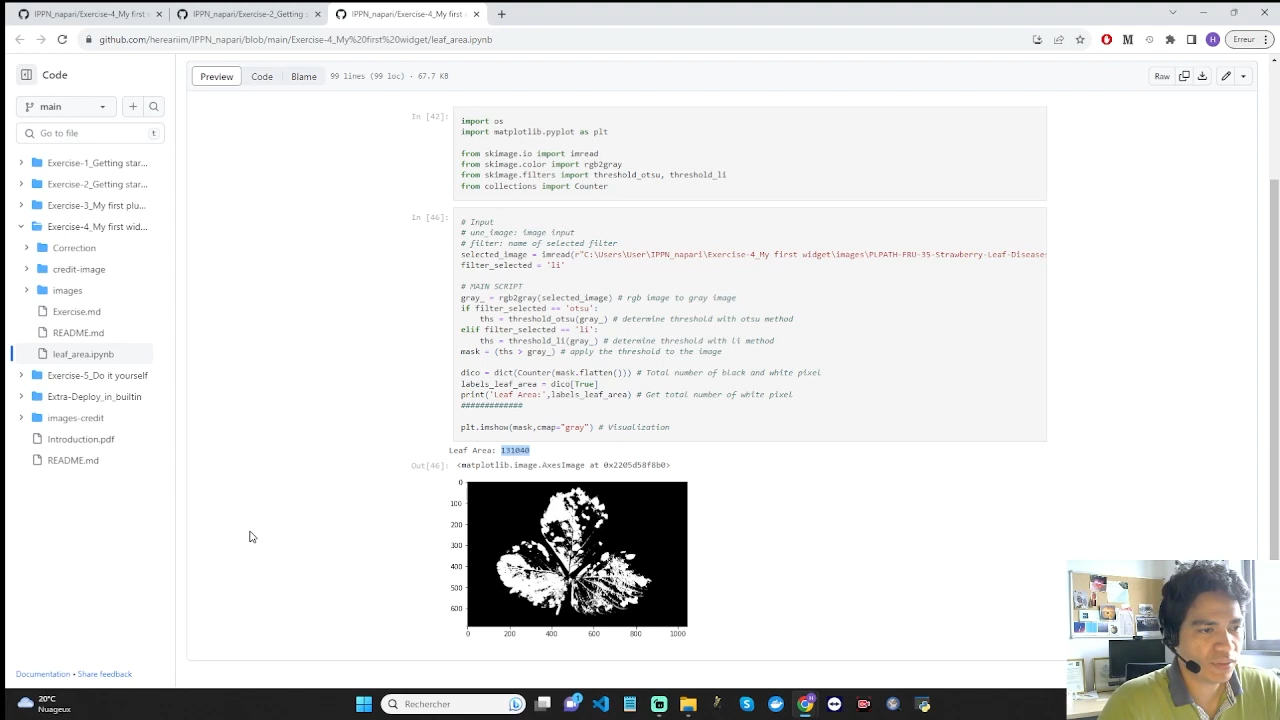 IPPN_napari/Exercise-4_My first
IPPN_napari/Exercise-2_Getting
IPPN_napari/Exercise-4_My first
github.com/hereariim/IPPN_napari/blob/main/Exercise-4_My%20first%20widget/leaf_area.ipynb
M
H
Erreur
Code
main
Go to file
t
Exercise-1_Getting star...
Exercise-2_Getting star...
Exercise-3_My first plu...
Exercise-4_My first wid...
Correction
credit-image
images
Exercise.md
README.md
leaf_area.ipynb
Exercise-5_Do it yourself
Extra-Deploy_in_builtin
images-credit
Introduction.pdf
README.md
Documentation • Share feedback
Preview Code Blame 99 lines (99 loc) · 67.7 KB
Raw
In [42]:
import os
import matplotlib.pyplot as plt
from skimage.io import imread
from skimage.color import rgb2gray
from skimage.filters import threshold_otsu, threshold_li
from collections import Counter
In [46]:
# Input
# une_image: image input
# filter: name of selected filter
selected_image = imread(r"C:\Users\User\IPPN_napari\Exercise-4_My first widget\images\PLPATH-FRU-35-Strawberry-Leaf-Disease
filter_selected = 'li'
# MAIN SCRIPT
gray_ = rgb2gray(selected_image) # rgb image to gray image
if filter_selected == 'otsu':
ths = threshold_otsu(gray_) # determine threshold with otsu method
elif filter_selected == 'li':
ths = threshold_li(gray_) # determine threshold with li method
mask = (ths > gray_) # apply the threshold to the image
dico = dict(Counter(mask.flatten())) # Total number of black and white pixel
labels_leaf_area = dico[True]
print('Leaf Area:',labels_leaf_area) # Get total number of white pixel
#############
plt.imshow(mask,cmap="gray") # Visualization
Leaf Area: 131040
Out[46]:
<matplotlib.image.AxesImage at 0x2205d58f8b0>
0
100
200
300
400
500
600
0 200 400 600 800 1000
20°C
Nuageux
Rechercher